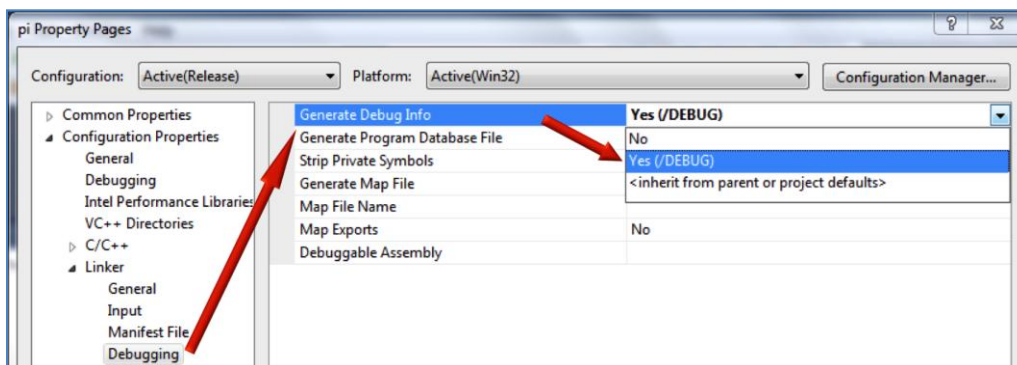 pi Property Pages
Configuration: Active(Release) Platform: Active(Win32) Configuration Manager...
Common Properties
Configuration Properties
General
Debugging
Intel Performance Libraries
VC++ Directories
C/C++
Linker
General
Input
Manifest File
Debugging
Generate Debug Info Yes (/DEBUG)
Generate Program Database File No
Strip Private Symbols Yes (/DEBUG)
Generate Map File <inherit from parent or project defaults>
Map File Name
Map Exports No
Debuggable Assembly